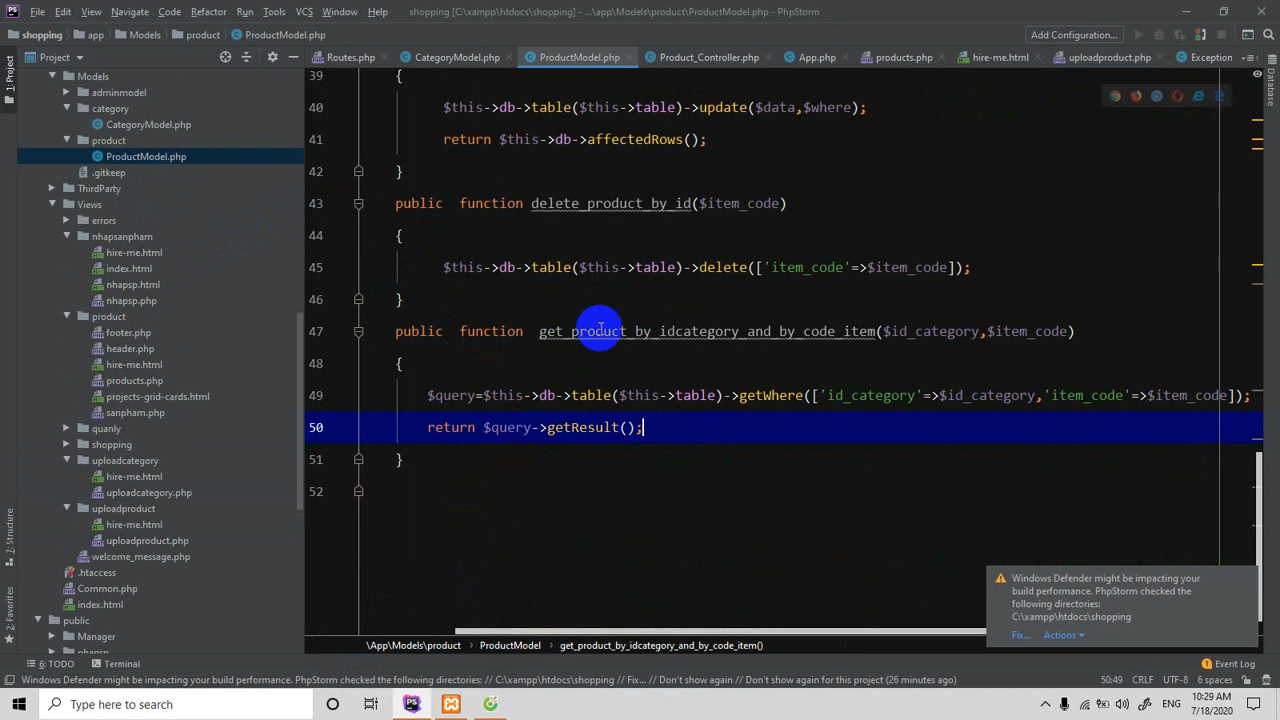 PS File Edit View Navigate Code Refactor Run Tools VCS Window Help shopping [C:\xampp\htdocs\shopping] - ...\app\Models\product\ProductModel.php - PhpStorm
shopping app Models product ProductModel.php Add Configuration...
Project Routes.php CategoryModel.php ProductModel.php Product_Controller.php App.php products.php hire-me.html uploadproduct.php Exception
1: Project
Database
7: Structure
2: Favorites
Models
adminmodel
category
CategoryModel.php
product
ProductModel.php
.gitkeep
ThirdParty
Views
errors
nhapsanpham
hire-me.html
index.html
nhapsp.html
nhapsp.php
product
footer.php
header.php
hire-me.html
products.php
projects-grid-cards.html
sanpham.php
quanly
shopping
uploadcategory
hire-me.html
uploadcategory.php
uploadproduct
hire-me.html
uploadproduct.php
welcome_message.php
.htaccess
Common.php
index.html
public
Manager
39 {
40 $this->db->table($this->table)->update($data,$where);
41 return $this->db->affectedRows();
42 }
43 public function delete_product_by_id($item_code)
44 {
45 $this->db->table($this->table)->delete(['item_code'=>$item_code]);
46 }
47 public function get_product_by_idcategory_and_by_code_item($id_category,$item_code)
48 {
49 $query=$this->db->table($this->table)->getWhere(['id_category'=>$id_category,'item_code'=>$item_code]);
50 return $query->getResult();
51 }
52
Windows Defender might be impacting your
build performance. PhpStorm checked the
following directories:
C:\xampp\htdocs\shopping
Fix... Actions
\App\Models\product ProductModel get_product_by_idcategory_and_by_code_item()
6: TODO Terminal 1 Event Log
Windows Defender might be impacting your build performance. PhpStorm checked the following directories: // C:\xampp\htdocs\shopping // Fix... // Don't show again // Don't show again for this project (26 minutes ago) 50:49 CRLF UTF-8 6 spaces
Type here to search PS 10:29 AM
7/18/2020